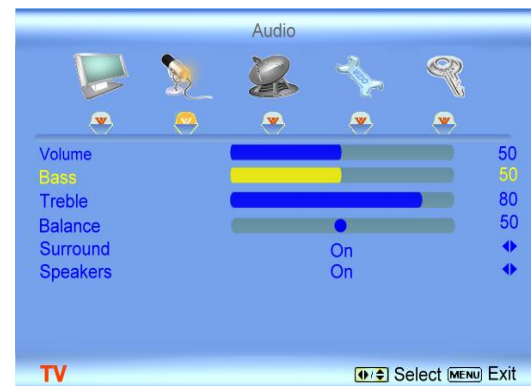 Audio
Volume 50
Bass 50
Treble 80
Balance 50
Surround On
Speakers On
TV Select MENU Exit